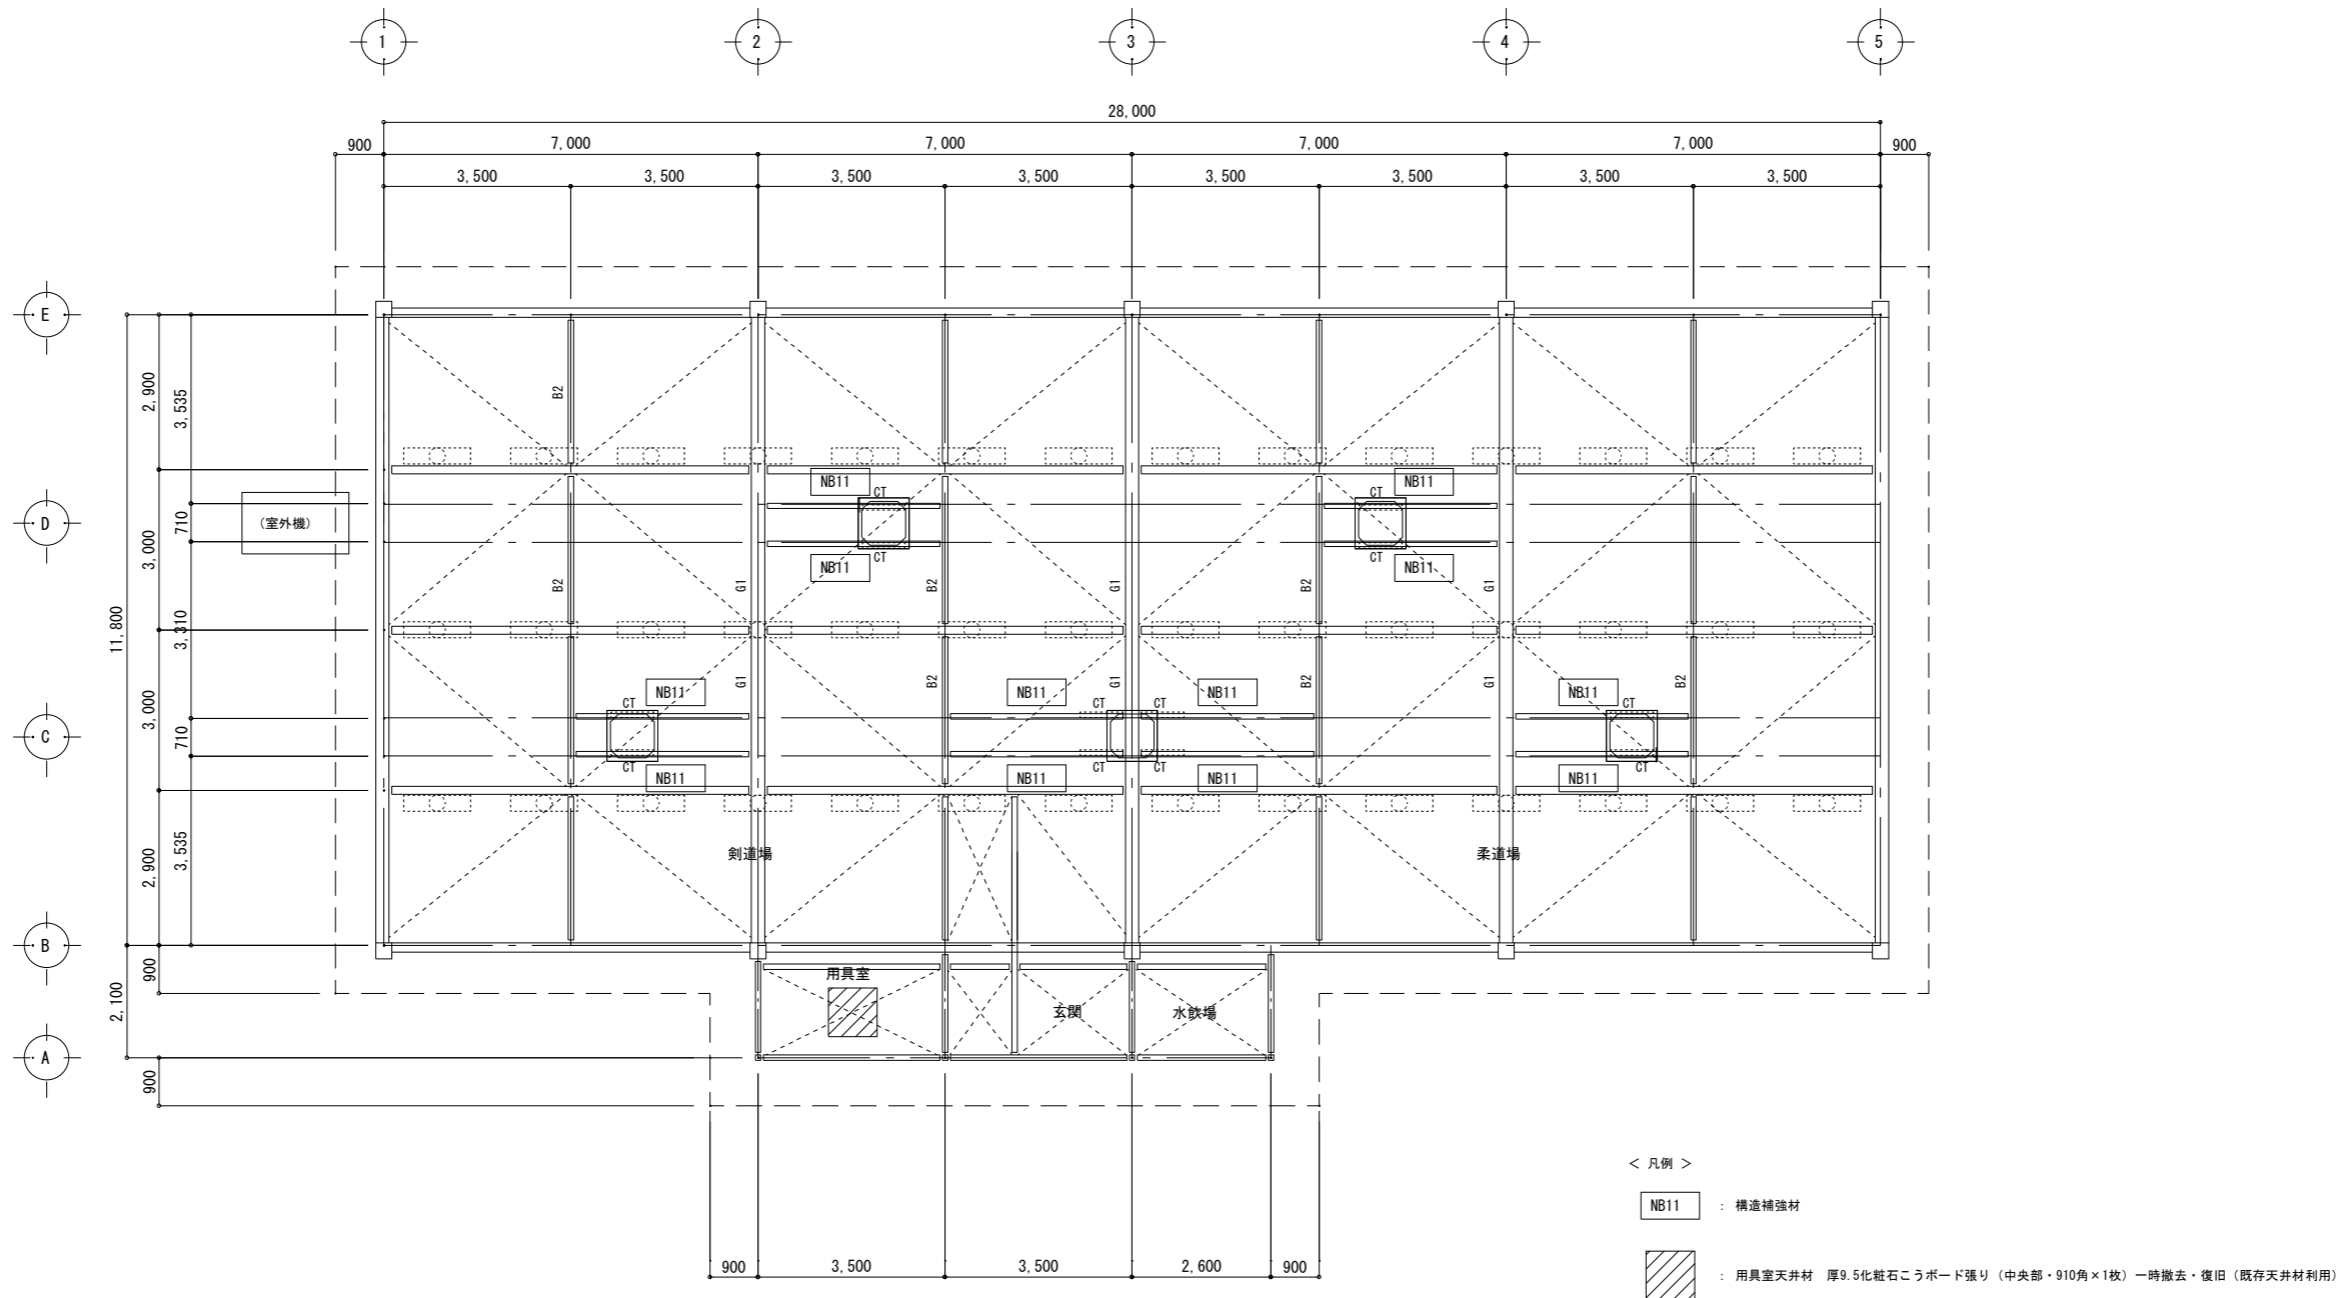 1 2 3 4 5
28,000
900 7,000 7,000 7,000 7,000 900
3,500 3,500 3,500 3,500 3,500 3,500 3,500 3,500
E
2,900
3,535
B2
NB11 NB11
CT CT
D
(室外機)
710
3,000
CT CT
NB11 NB11
B2 G1 B2 G1 B2 G1
11,800
3,310
G1 B2 G1 B2 G1 B2
NB11 NB11 NB11 NB11
CT CT CT CT
3,000
C
710
CT CT CT CT
NB11 NB11 NB11 NB11
2,900
3,535
剣道場 柔道場
B
900
2,100
用具室
玄関 水飲場
A
900
900 3,500 3,500 2,600 900
< 凡例 >
NB11 : 構造補強材
: 用具室天井材 厚9.5化粧石こうボード張り（中央部・910角×1枚）一時撤去・復旧（既存天井材利用）